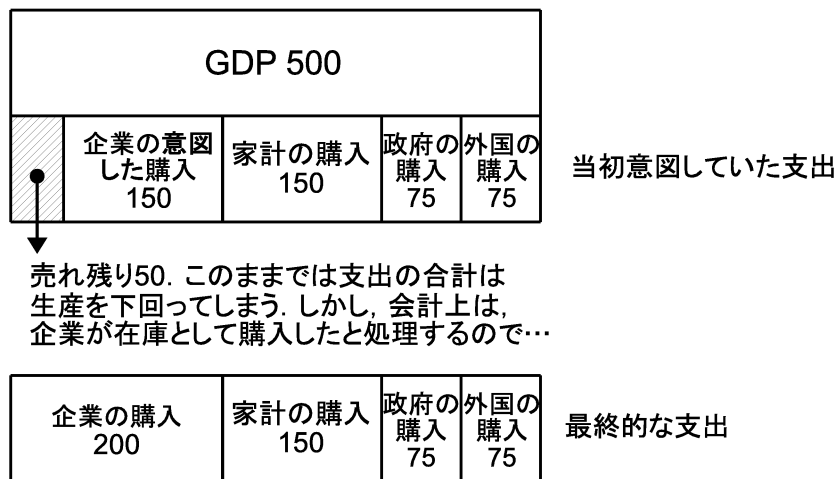 GDP 500
企業の意図
した購入
150
家計の購入
150
政府の
購入
75
外国の
購入
75
当初意図していた支出
売れ残り50．このままでは支出の合計は
生産を下回ってしまう．しかし，会計上は，
企業が在庫として購入したと処理するので…
企業の購入
200
家計の購入
150
政府の
購入
75
外国の
購入
75
最終的な支出